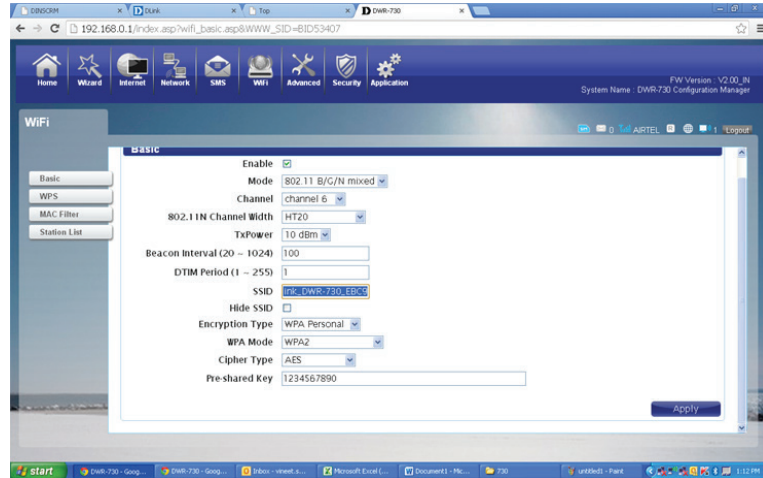 DINSCRM
DLink
Top
DWR-730
192.168.0.1/index.asp?wifi_basic.asp&WWW_SID=BID53407
Home
Wizard
Internet
Network
SMS
WiFi
Advanced
Security
Application
FW Version : V2.00_IN
System Name : DWR-730 Configuration Manager
WiFi
0
AIRTEL
1
Logout
Basic
WPS
MAC Filter
Station List
Basic
Enable
Mode 802.11 B/G/N mixed
Channel channel 6
802.11N Channel Width HT20
TxPower 10 dBm
Beacon Interval (20 ~ 1024) 100
DTIM Period (1 ~ 255) 1
SSID ink_DWR-730_EBC9
Hide SSID
Encryption Type WPA Personal
WPA Mode WPA2
Cipher Type AES
Pre-shared Key 1234567890
Apply
start
DWR-730 - Goog...
DWR-730 - Goog...
Inbox - vineet.s...
Microsoft Excel (...
Document1 - Mic...
730
untitled1 - Paint
1:12 PM